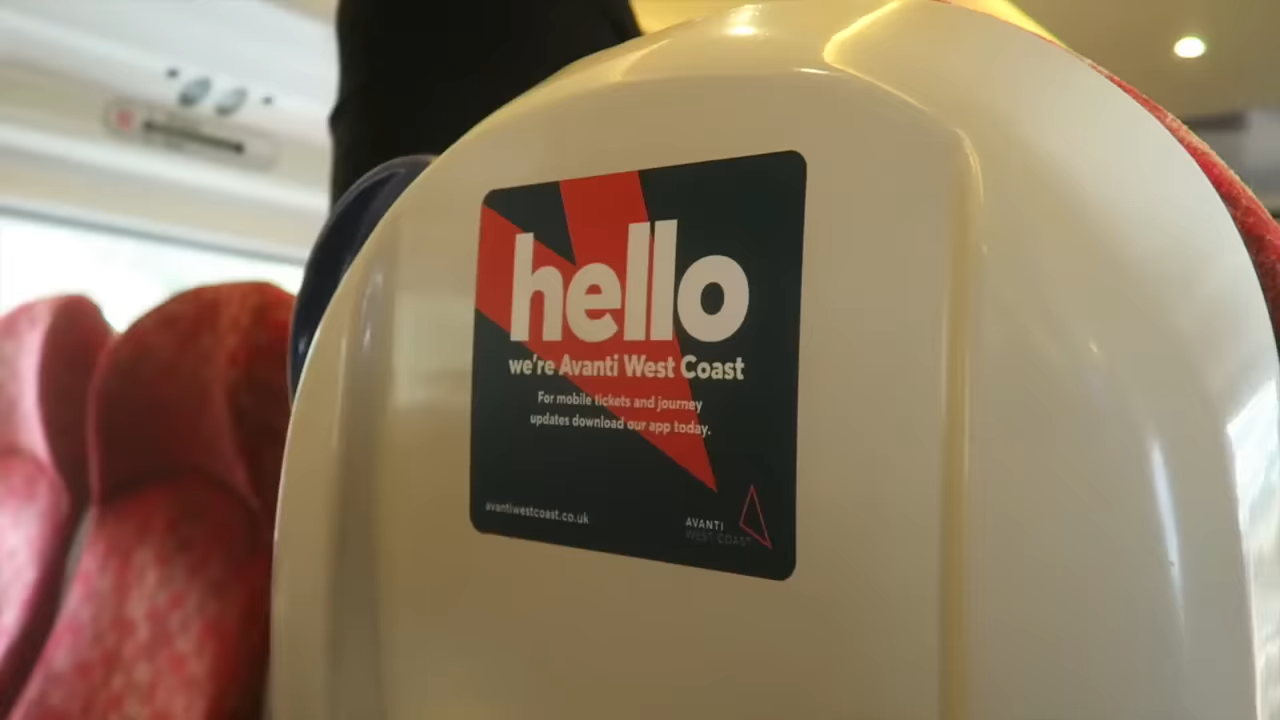 hello
we're Avanti West Coast
For mobile tickets and journey
updates download our app today.
avantiwestcoast.co.uk
AVANTI
WEST COAST